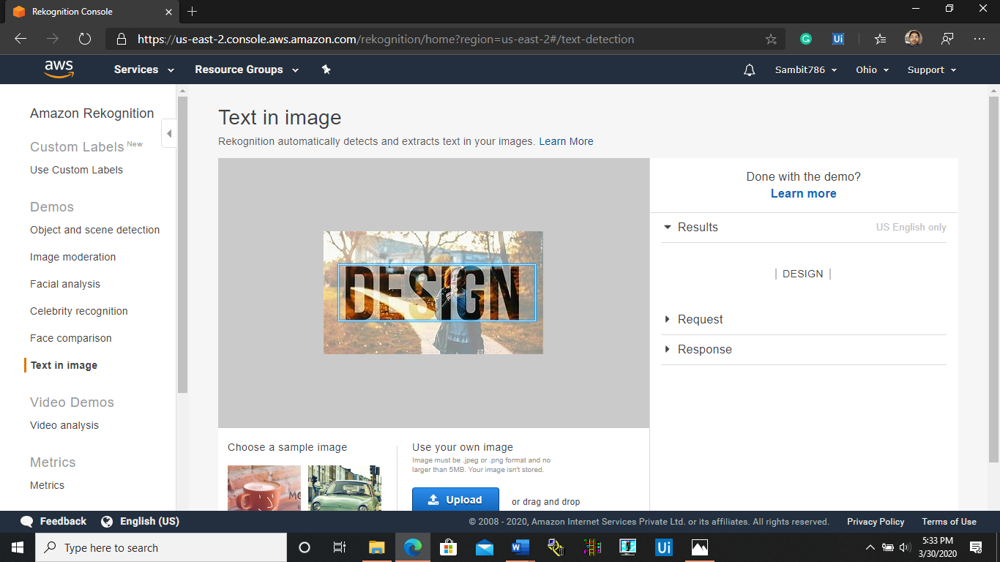 Rekognition Console
https://us-east-2.console.aws.amazon.com/rekognition/home?region=us-east-2#/text-detection
aws
Services
Resource Groups
Sambit786
Ohio
Support
Amazon Rekognition
Custom Labels New
Use Custom Labels
Demos
Object and scene detection
Image moderation
Facial analysis
Celebrity recognition
Face comparison
Text in image
Video Demos
Video analysis
Metrics
Metrics
Text in image
Rekognition automatically detects and extracts text in your images. Learn More
DESIGN
Choose a sample image
Use your own image
Image must be .jpeg or .png format and no
larger than 5MB. Your image isn't stored.
Upload
or drag and drop
Done with the demo?
Learn more
Results
US English only
| DESIGN |
Request
Response
Feedback
English (US)
© 2008 - 2020, Amazon Internet Services Private Ltd. or its affiliates. All rights reserved.
Privacy Policy
Terms of Use
Type here to search
Ui
5:33 PM
3/30/2020